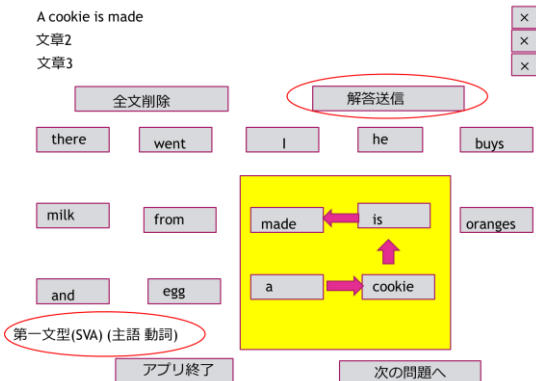 A cookie is made ×
文章2 ×
文章3 ×
全文削除 解答送信
there went I he buys
milk from made is oranges
and egg a cookie
第一文型(SVA) (主語 動詞)
アプリ終了 次の問題へ